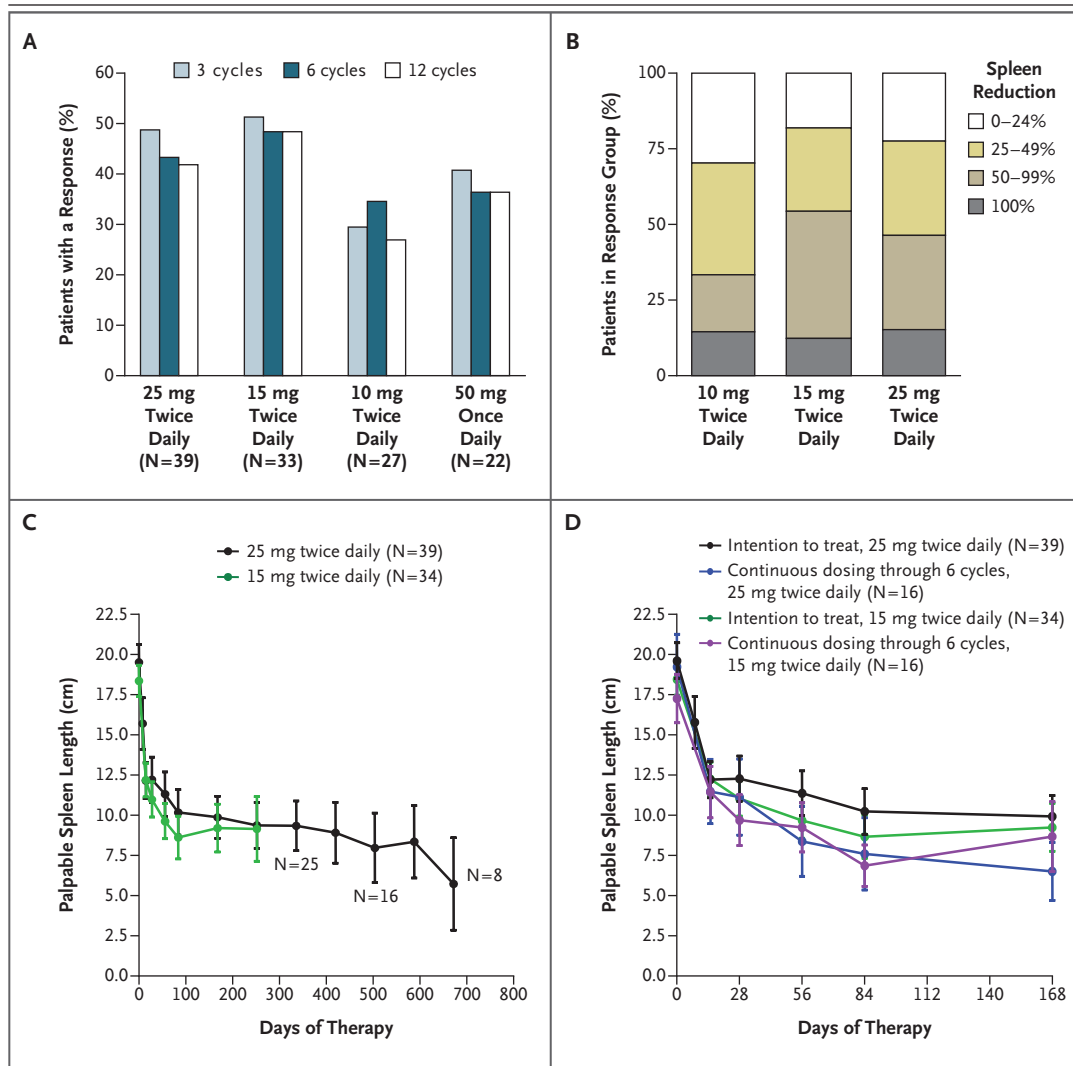 A
3 cycles
6 cycles
12 cycles
Patients with a Response (%)
60
50
40
30
20
10
0
25 mg
Twice
Daily
(N=39)
15 mg
Twice
Daily
(N=33)
10 mg
Twice
Daily
(N=27)
50 mg
Once
Daily
(N=22)
B
Patients in Response Group (%)
100
75
50
25
0
10 mg
Twice
Daily
15 mg
Twice
Daily
25 mg
Twice
Daily
Spleen
Reduction
0–24%
25–49%
50–99%
100%
C
25 mg twice daily (N=39)
15 mg twice daily (N=34)
Palpable Spleen Length (cm)
22.5
20.0
17.5
15.0
12.5
10.0
7.5
5.0
2.5
0.0
N=25
N=16
N=8
0 100 200 300 400 500 600 700 800
Days of Therapy
D
Intention to treat, 25 mg twice daily (N=39)
Continuous dosing through 6 cycles,
25 mg twice daily (N=16)
Intention to treat, 15 mg twice daily (N=34)
Continuous dosing through 6 cycles,
15 mg twice daily (N=16)
Palpable Spleen Length (cm)
22.5
20.0
17.5
15.0
12.5
10.0
7.5
5.0
2.5
0.0
0 28 56 84 112 140 168
Days of Therapy